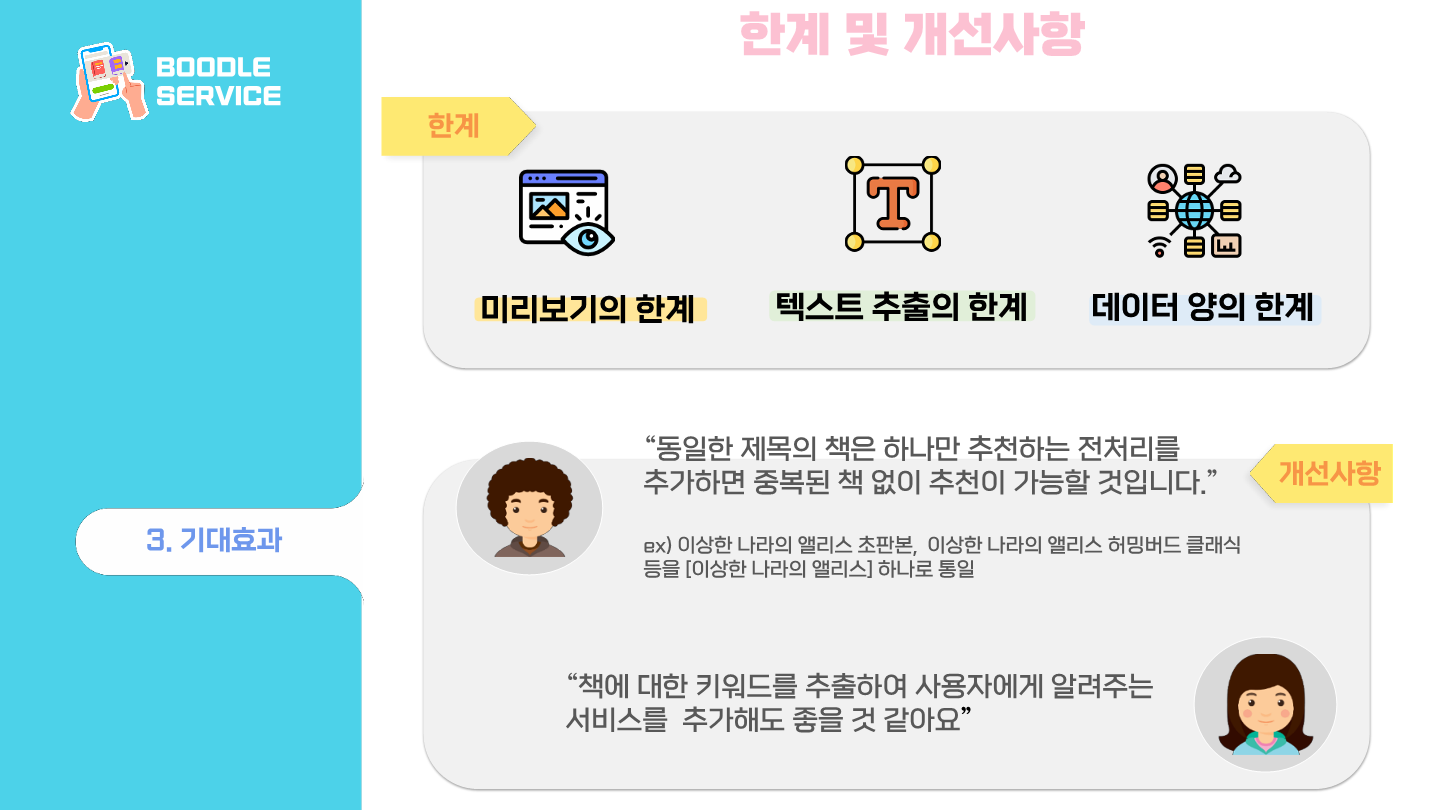 한계 및 개선사항
BOODLE
SERVICE
한계
미리보기의 한계
텍스트 추출의 한계
데이터 양의 한계
3. 기대효과
개선사항
“동일한 제목의 책은 하나만 추천하는 전처리를
추가하면 중복된 책 없이 추천이 가능할 것입니다.”
ex) 이상한 나라의 앨리스 초판본, 이상한 나라의 앨리스 허밍버드 클래식
등을 [이상한 나라의 앨리스] 하나로 통일
“책에 대한 키워드를 추출하여 사용자에게 알려주는
서비스를 추가해도 좋을 것 같아요”